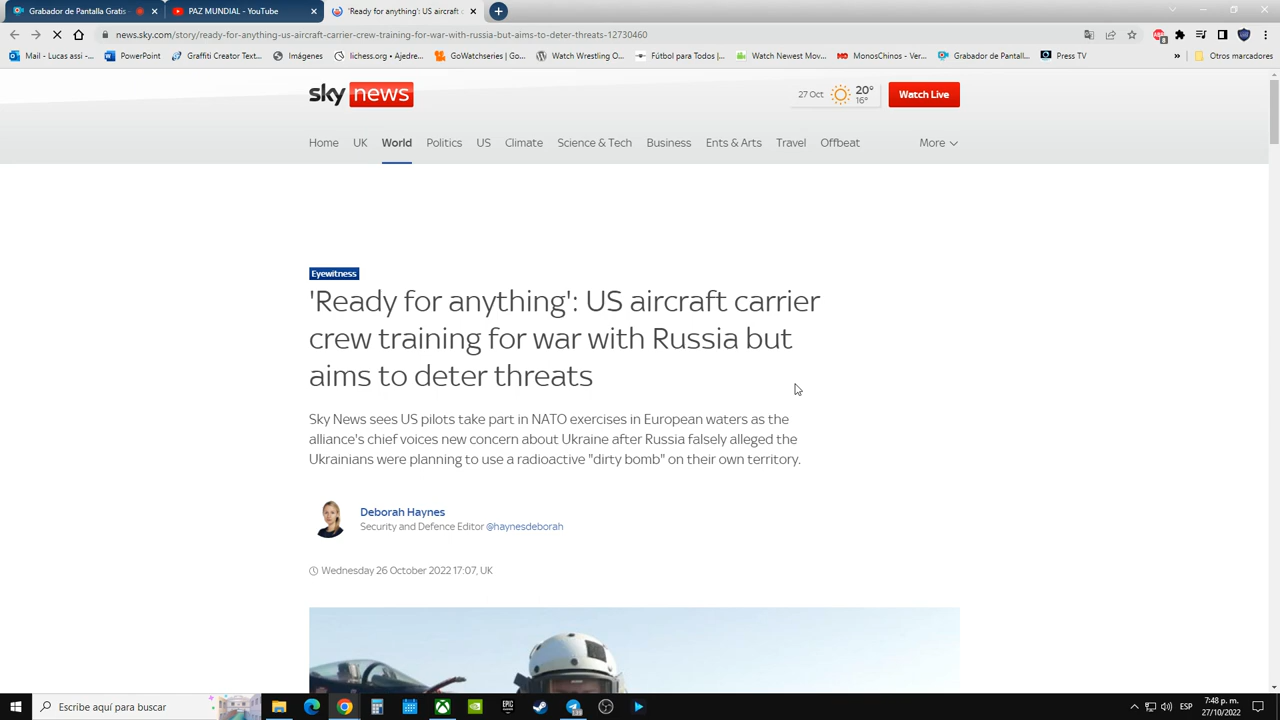 Grabador de Pantalla Gratis -
PAZ MUNDIAL - YouTube
'Ready for anything': US aircraft c
news.sky.com/story/ready-for-anything-us-aircraft-carrier-crew-training-for-war-with-russia-but-aims-to-deter-threats-12730460
Mail - Lucas assi -...
PowerPoint
Graffiti Creator Text...
Imágenes
lichess.org • Ajedre...
GoWatchseries | Go...
Watch Wrestling O...
Fútbol para Todos |...
Watch Newest Mov...
MonosChinos - Ver...
Grabador de Pantall...
Press TV
»
Otros marcadores
sky news
27 Oct
20°
16°
Watch Live
Home
UK
World
Politics
US
Climate
Science & Tech
Business
Ents & Arts
Travel
Offbeat
More
Eyewitness
'Ready for anything': US aircraft carrier
crew training for war with Russia but
aims to deter threats
Sky News sees US pilots take part in NATO exercises in European waters as the
alliance's chief voices new concern about Ukraine after Russia falsely alleged the
Ukrainians were planning to use a radioactive "dirty bomb" on their own territory.
Deborah Haynes
Security and Defence Editor @haynesdeborah
Wednesday 26 October 2022 17:07, UK
Escribe aquí para buscar
EPIC
ESP
7:48 p. m.
27/10/2022